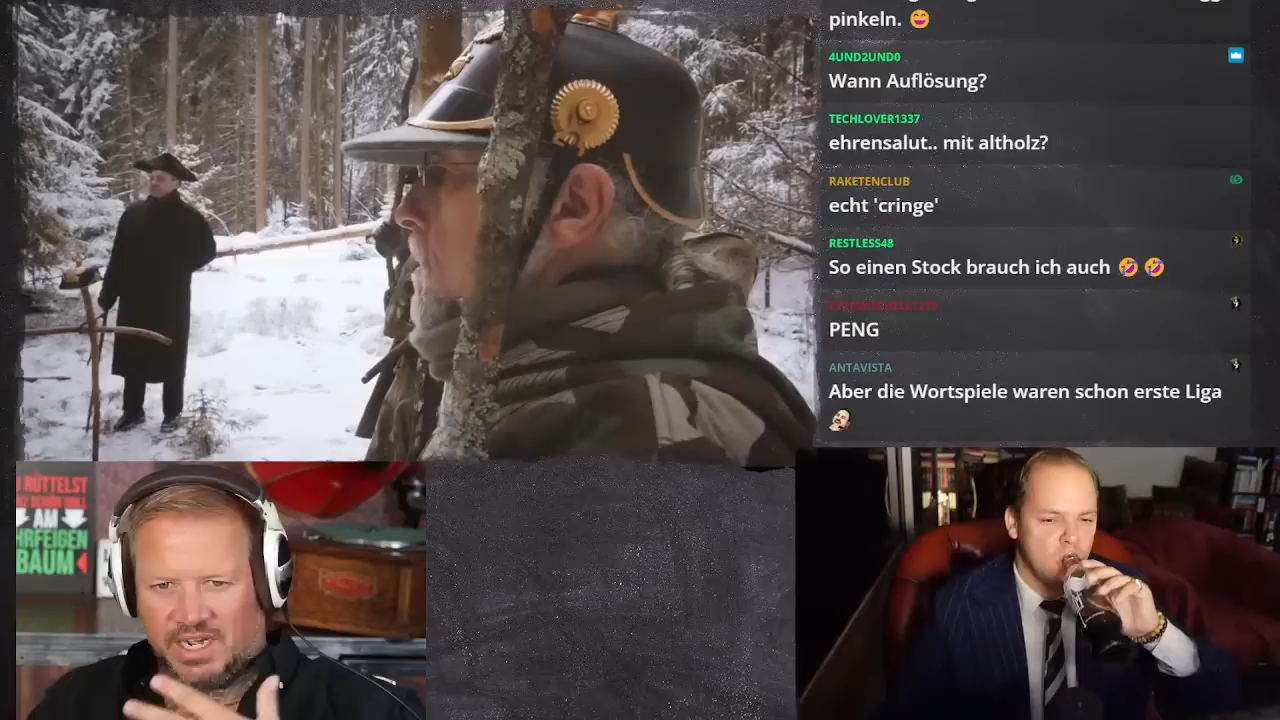 pinkeln. 😄
4UND2UND0
Wann Auflösung?
TECHLOVER1337
ehrensalut.. mit altholz?
RAKETENCLUB
echt 'cringe'
RESTLESS48
So einen Stock brauch ich auch 🤣 🤣
PENG
ANTAVISTA
Aber die Wortspiele waren schon erste Liga
RÜTTELST
AM
BAUM